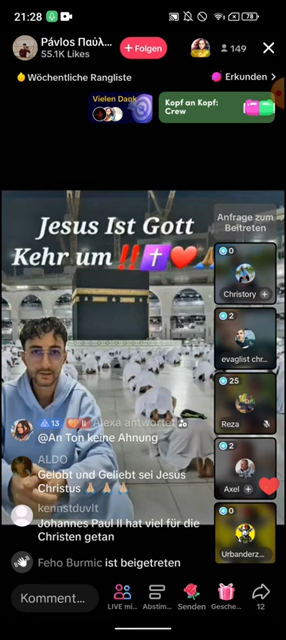 21:28
78
Pávlos Παύλ...
55.1K Likes
+ Folgen
149
Wöchentliche Rangliste
Erkunden >
Vielen Dank
Kopf an Kopf:
Crew
Jesus Ist Gott
Kehr um ‼️✝️❤️🙏
Anfrage zum
Beitreten
0
Christory +
2
evaglist chr...
25
Reza
2
Axel +
0
Urbanderz...
13 Alexa antwortet
@An Ton keine Ahnung
ALDO
Gelobt und Geliebt sei Jesus
Christus 🙏🙏🙏
kennstduvit
Johannes Paul II hat viel für die
Christen getan
Feho Burmic ist beigetreten
Komment...
LIVE mi...
Abstim...
Senden
Gesche...
12